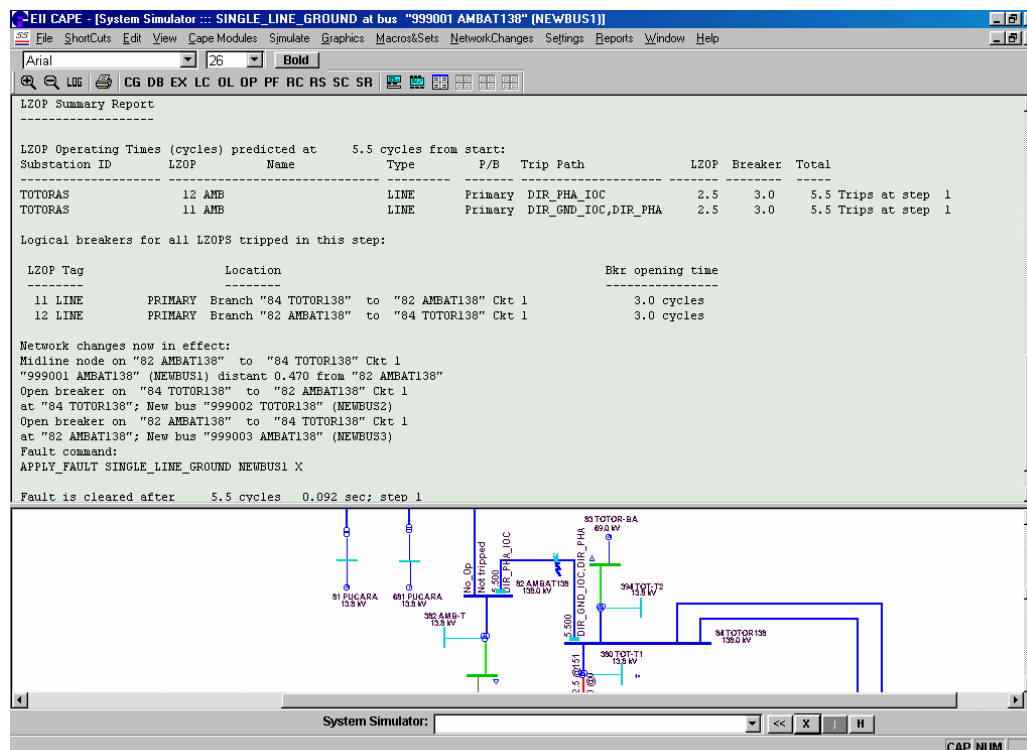 EII CAPE - [System Simulator ::: SINGLE_LINE_GROUND at bus "999001 AMBAT138" (NEWBUS1)]
SS File ShortCuts Edit View Cape Modules Simulate Graphics Macros&Sets NetworkChanges Settings Reports Window Help
Arial 26 Bold
LOG CG DB EX LC OL OP PF RC RS SC SR
LZOP Summary Report
-------------------
LZOP Operating Times (cycles) predicted at 5.5 cycles from start:
Substation ID LZOP Name Type P/B Trip Path LZOP Breaker Total
TOTORAS 12 AMB LINE Primary DIR_PHA_IOC 2.5 3.0 5.5 Trips at step 1
TOTORAS 11 AMB LINE Primary DIR_GND_IOC,DIR_PHA 2.5 3.0 5.5 Trips at step 1
Logical breakers for all LZOPS tripped in this step:
LZOP Tag Location Bkr opening time
-------- -------- ----------------
11 LINE PRIMARY Branch "84 TOTOR138" to "82 AMBAT138" Ckt 1 3.0 cycles
12 LINE PRIMARY Branch "82 AMBAT138" to "84 TOTOR138" Ckt 1 3.0 cycles
Network changes now in effect:
Midline node on "82 AMBAT138" to "84 TOTOR138" Ckt 1
"999001 AMBAT138" (NEWBUS1) distant 0.470 from "82 AMBAT138"
Open breaker on "84 TOTOR138" to "82 AMBAT138" Ckt 1
at "84 TOTOR138"; New bus "999002 TOTOR138" (NEWBUS2)
Open breaker on "82 AMBAT138" to "84 TOTOR138" Ckt 1
at "82 AMBAT138"; New bus "999003 AMBAT138" (NEWBUS3)
Fault command:
APPLY_FAULT SINGLE_LINE_GROUND NEWBUS1 X
Fault is cleared after 5.5 cycles 0.092 sec; step 1
83 TOTOR-BA
69.0 kV
No_Op
Not tripped
5.500
DIR_PHA_IOC
82 AMBAT138
138.0 kV
5.500
DIR_GND_IOC,DIR_PHA
394 TOT-T2
13.8 kV
81 PUCARA
13.8 kV
681 PUCARA
13.8 kV
382 AMB-T
13.8 kV
84 TOTOR138
138.0 kV
380 TOT-T1
13.8 kV
2.5 @151
System Simulator:
<< X H
CAP NUM